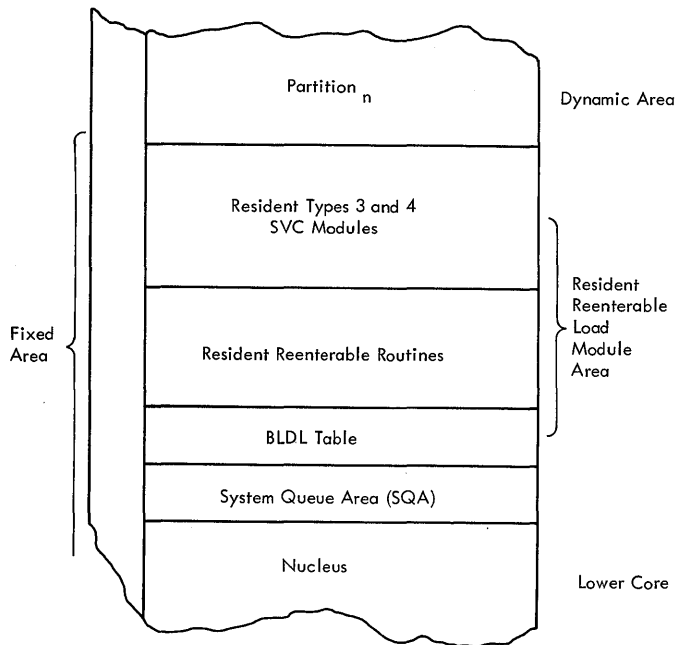 Partition n
Dynamic Area
Resident Types 3 and 4
SVC Modules
Resident
Reenterable
Load
Module
Area
Fixed
Area
Resident Reenterable Routines
BLDL Table
System Queue Area (SQA)
Nucleus
Lower Core